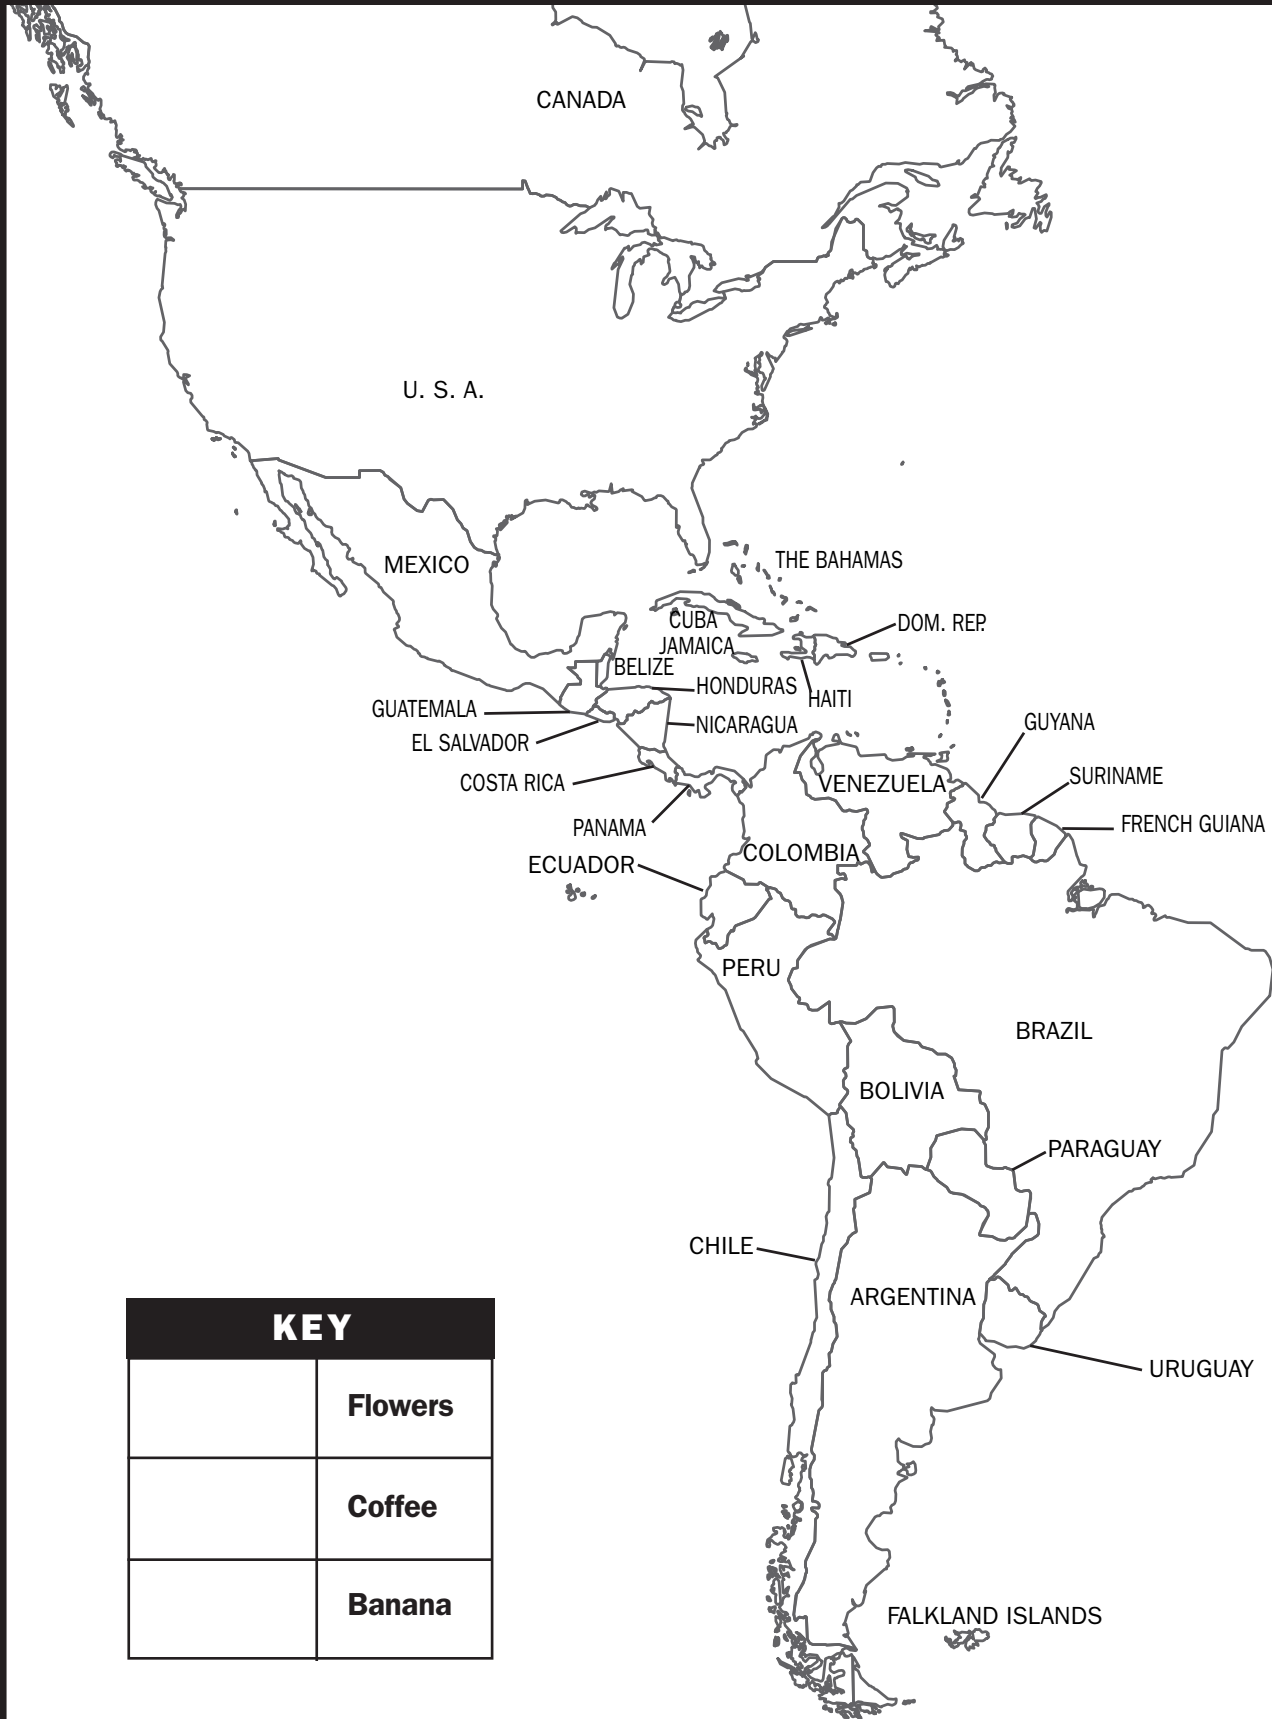 CANADA
U. S. A.
MEXICO
THE BAHAMAS
CUBA
DOM. REP.
JAMAICA
BELIZE
HONDURAS
HAITI
GUATEMALA
NICARAGUA
GUYANA
EL SALVADOR
SURINAME
COSTA RICA
VENEZUELA
FRENCH GUIANA
PANAMA
COLOMBIA
ECUADOR
PERU
BRAZIL
BOLIVIA
PARAGUAY
CHILE
ARGENTINA
URUGUAY
FALKLAND ISLANDS
KEY
Flowers
Coffee
Banana